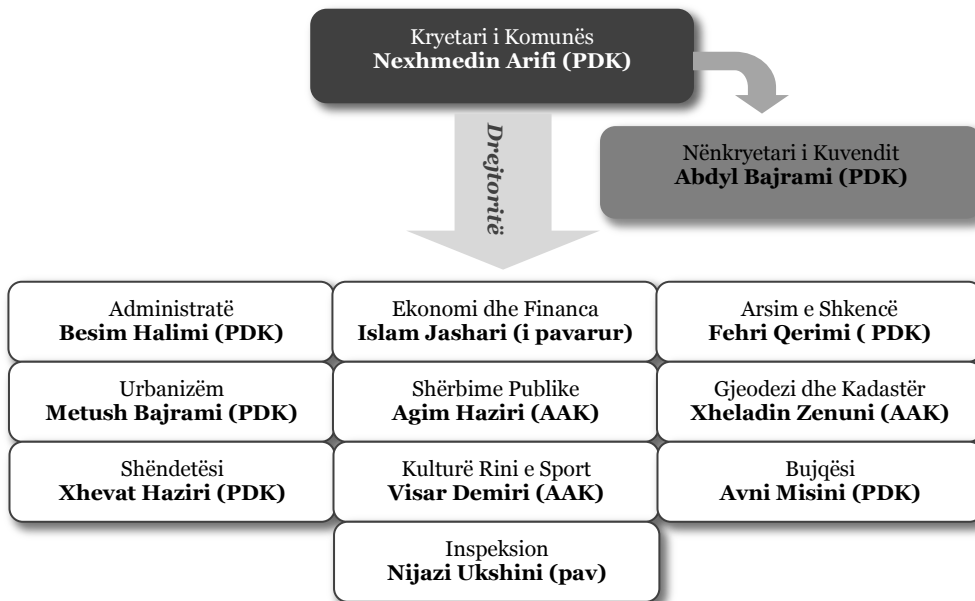 Kryetari i Komunës
Nexhmedin Arifi (PDK)
Nënkryetari i Kuvendit
Abdyl Bajrami (PDK)
Drejtoritë
Administratë
Besim Halimi (PDK)
Ekonomi dhe Financa
Islam Jashari (i pavarur)
Arsim e Shkencë
Fehri Qerimi ( PDK)
Urbanizëm
Metush Bajrami (PDK)
Shërbime Publike
Agim Haziri (AAK)
Gjeodezi dhe Kadastër
Xheladin Zenuni (AAK)
Shëndetësi
Xhevat Haziri (PDK)
Kulturë Rini e Sport
Visar Demiri (AAK)
Bujqësi
Avni Misini (PDK)
Inspeksion
Nijazi Ukshini (pav)